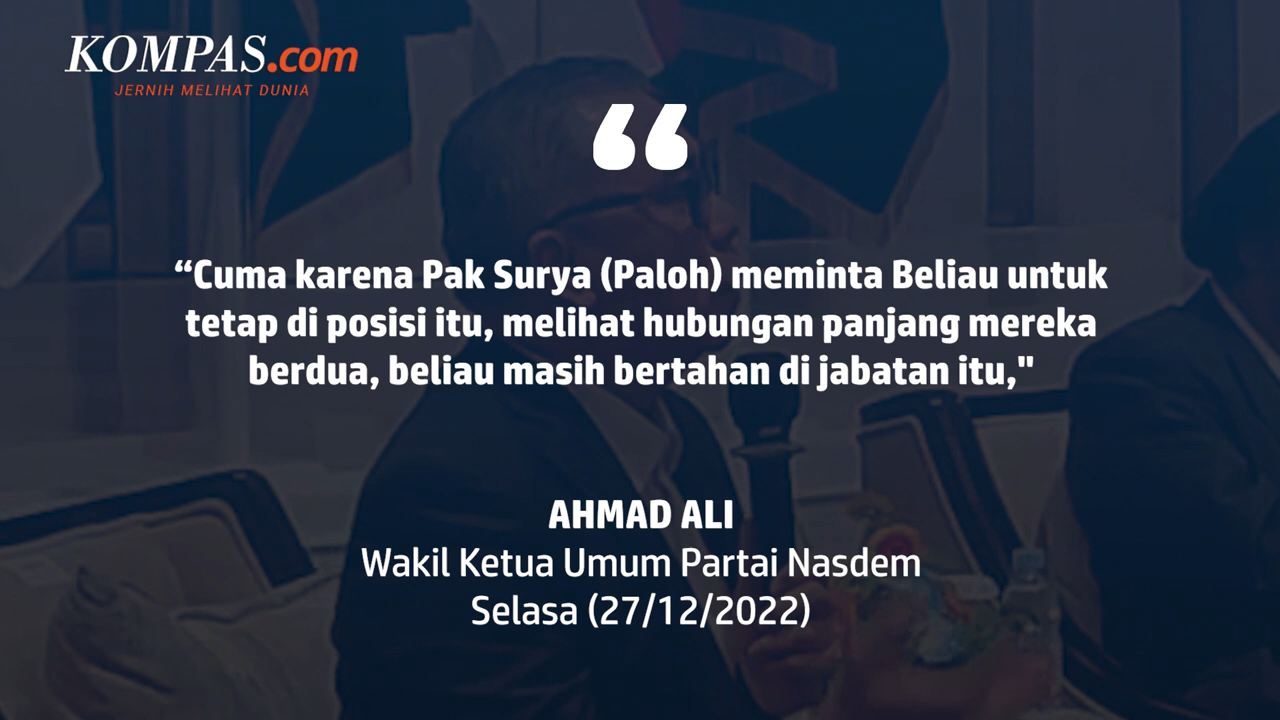 KOMPAS.com
JERNIH MELIHAT DUNIA
“
“Cuma karena Pak Surya (Paloh) meminta Beliau untuk
tetap di posisi itu, melihat hubungan panjang mereka
berdua, beliau masih bertahan di jabatan itu,"
AHMAD ALI
Wakil Ketua Umum Partai Nasdem
Selasa (27/12/2022)